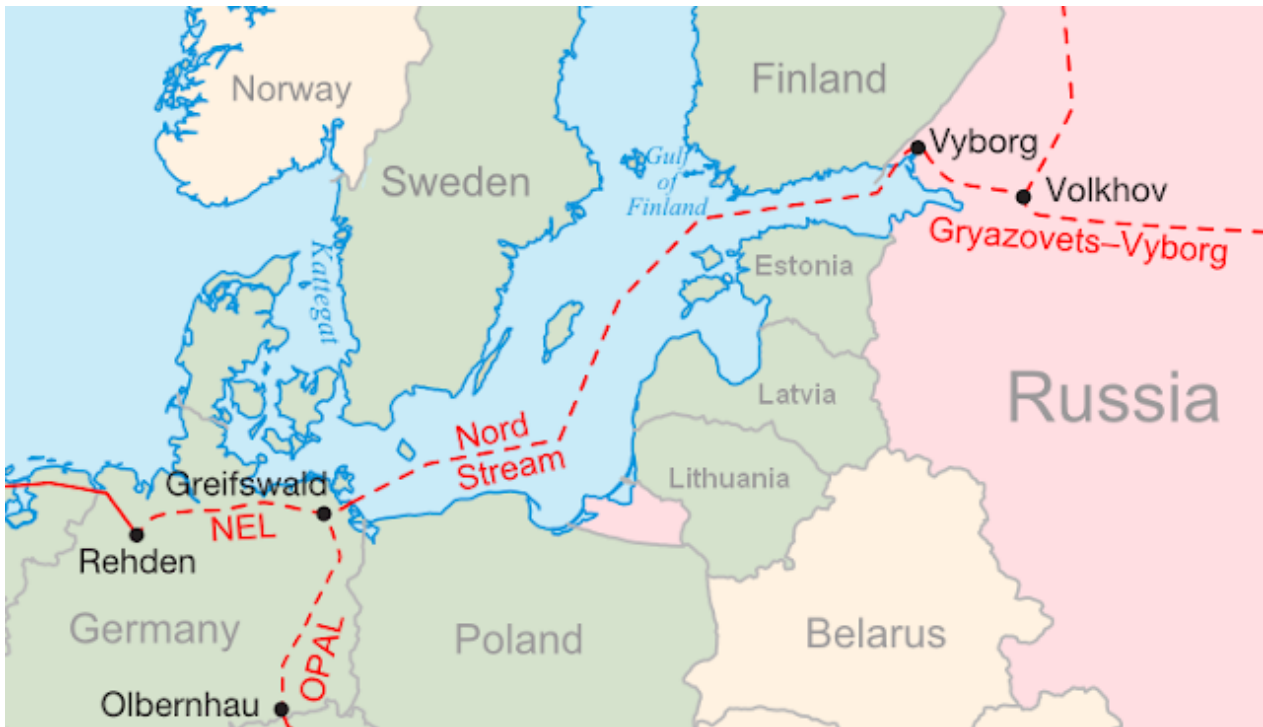 Norway
Finland
Sweden
Gulf
of
Finland
Vyborg
Volkhov
Gryazovets–Vyborg
Kattegat
Estonia
Russia
Latvia
Nord
Stream
Lithuania
Greifswald
NEL
Rehden
Germany
OPAL
Poland
Belarus
Olbernhau